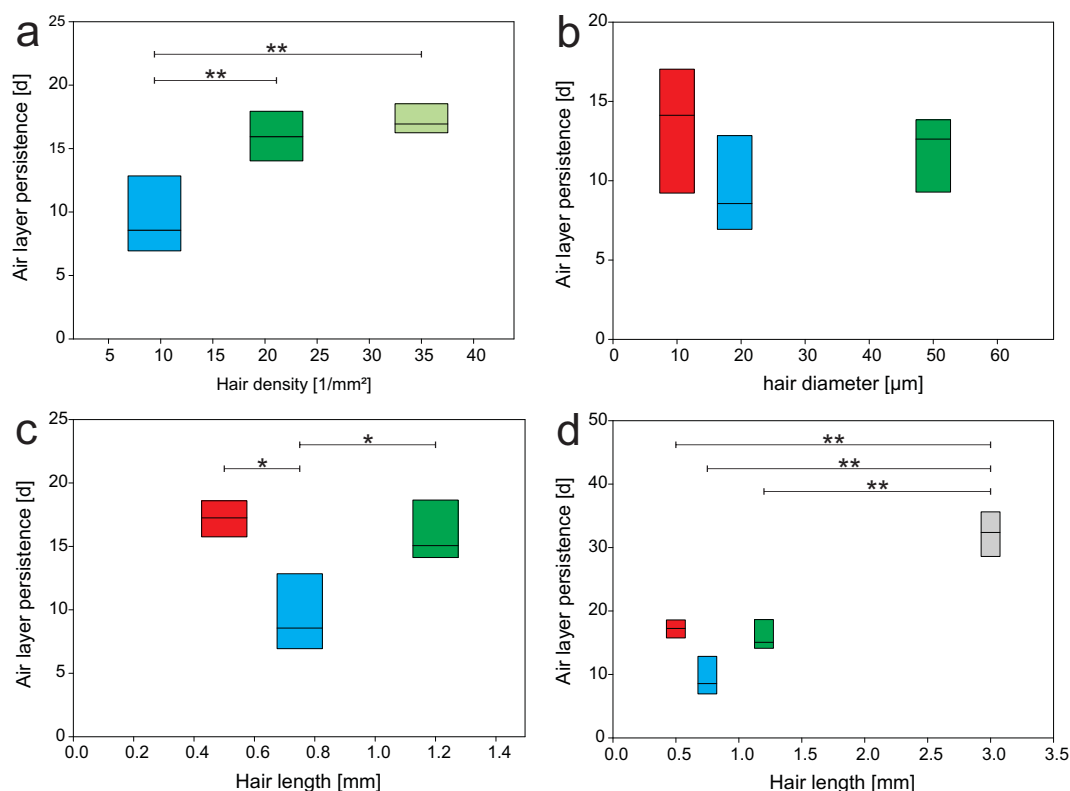 a
Air layer persistence [d]
25
20
15
10
5
0
**
**
5 10 15 20 25 30 35 40
Hair density [1/mm²]
b
Air layer persistence [d]
20
15
10
5
0
0 10 20 30 40 50 60
hair diameter [µm]
c
Air layer persistence [d]
25
20
15
10
5
0
*
*
0.0 0.2 0.4 0.6 0.8 1.0 1.2 1.4
Hair length [mm]
d
Air layer persistence [d]
50
40
30
20
10
0
**
**
**
0.0 0.5 1.0 1.5 2.0 2.5 3.0 3.5
Hair length [mm]